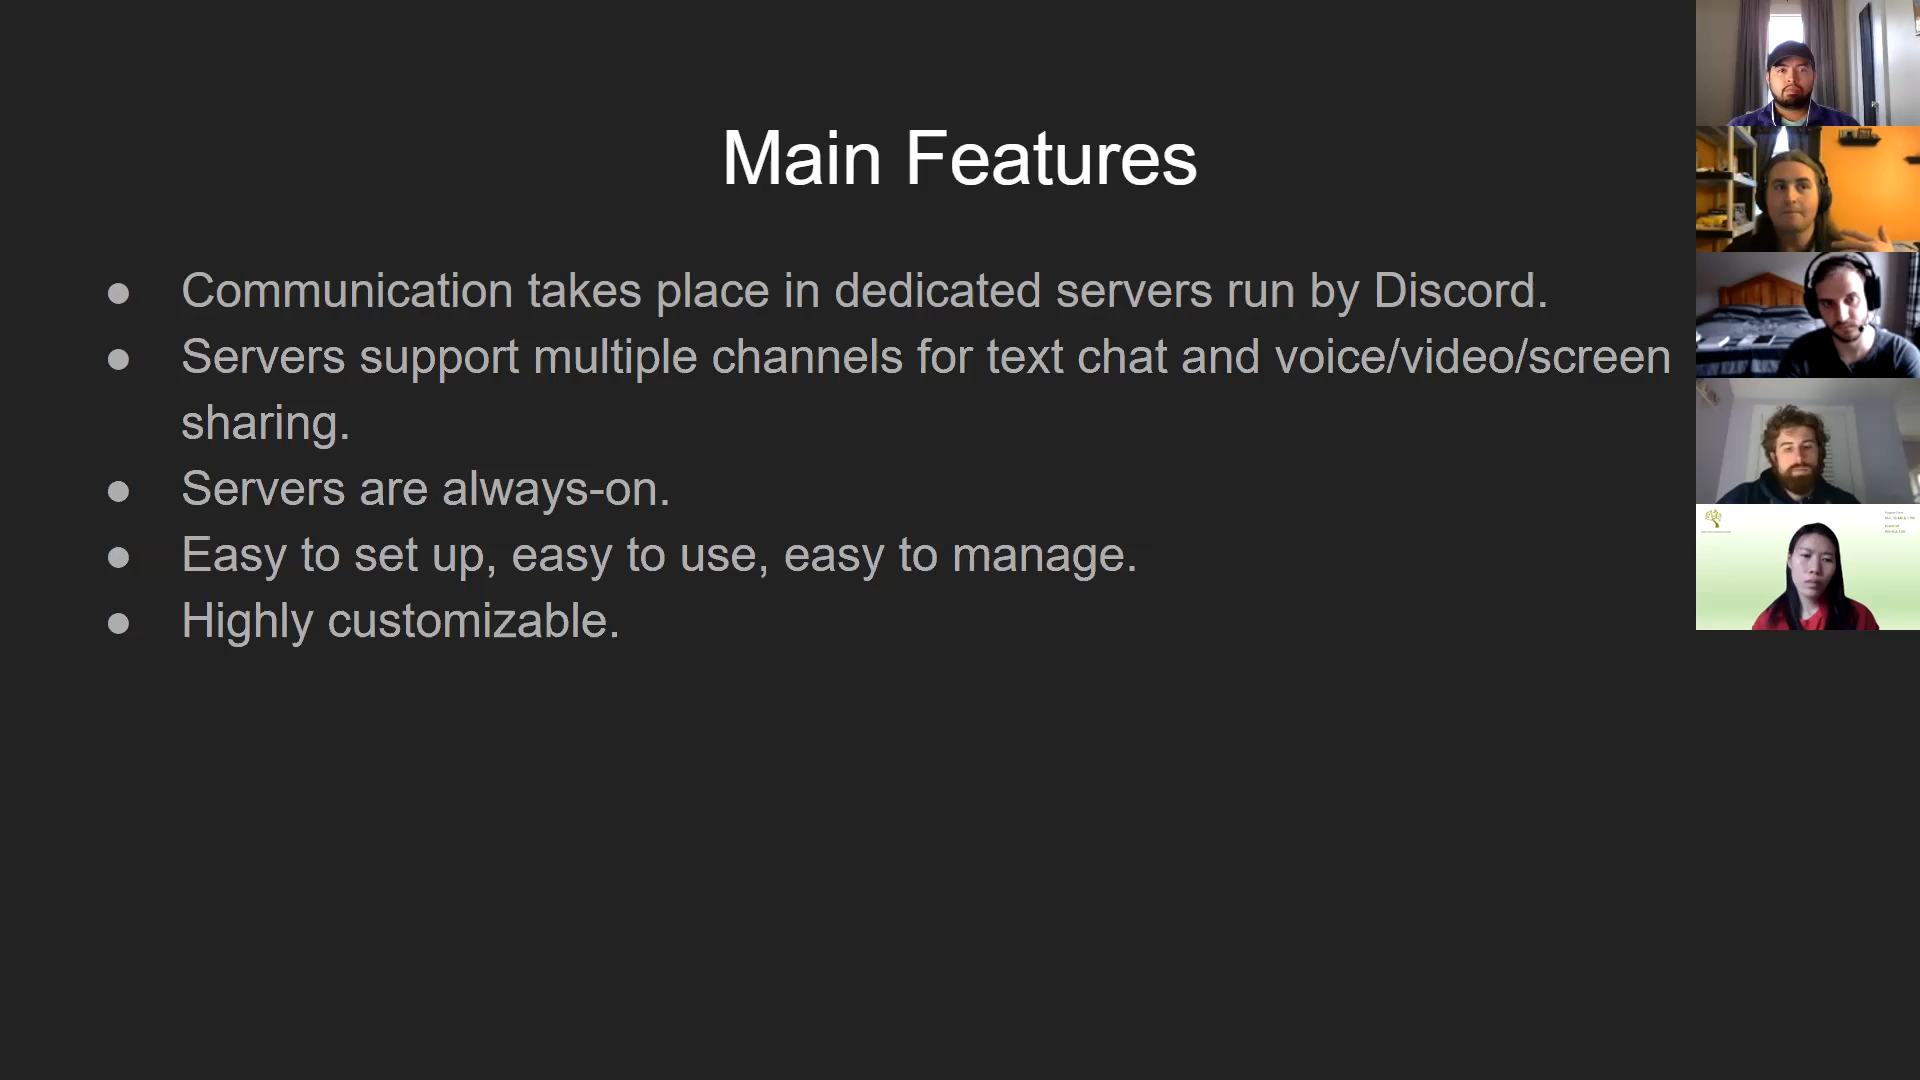 Main Features
● Communication takes place in dedicated servers run by Discord.
● Servers support multiple channels for text chat and voice/video/screen
sharing.
● Servers are always-on.
● Easy to set up, easy to use, easy to manage.
● Highly customizable.